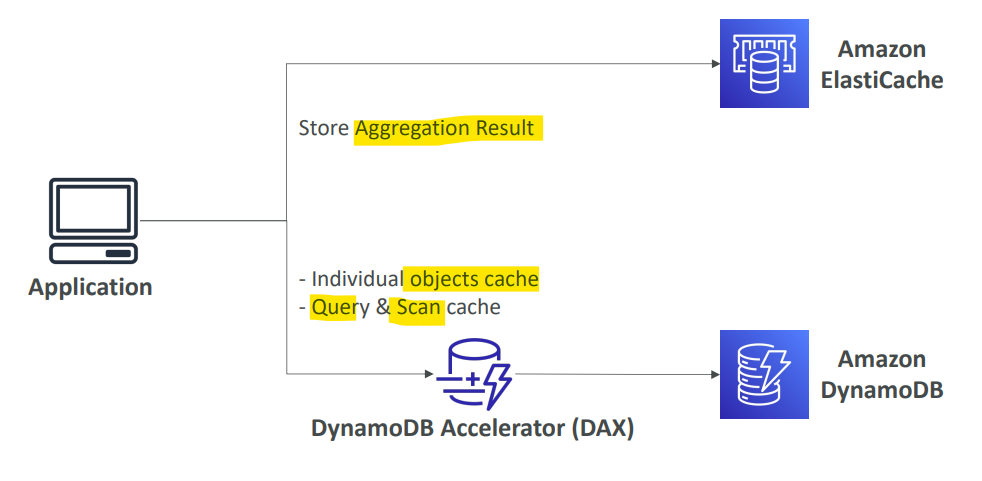 Amazon
ElastiCache
Store Aggregation Result
Application
- Individual objects cache
- Query & Scan cache
Amazon
DynamoDB
DynamoDB Accelerator (DAX)